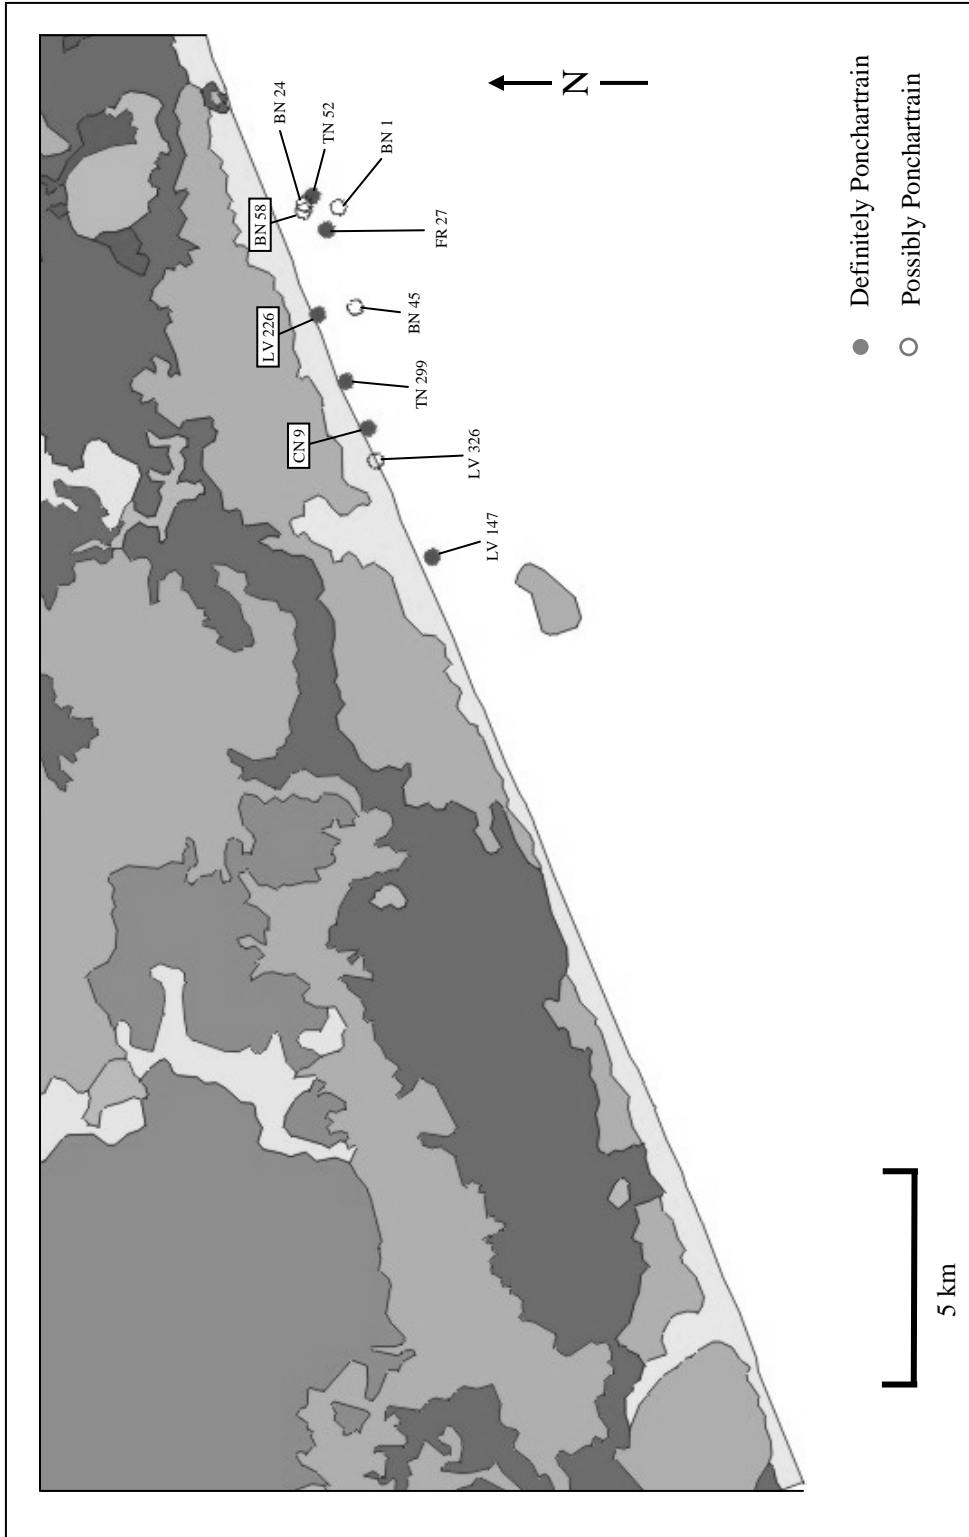 BN 24
TN 52
BN 1
BN 58
FR 27
LV 226
BN 45
TN 299
CN 9
LV 326
LV 147
N
Definitely Ponchartrain
Possibly Ponchartrain
5 km